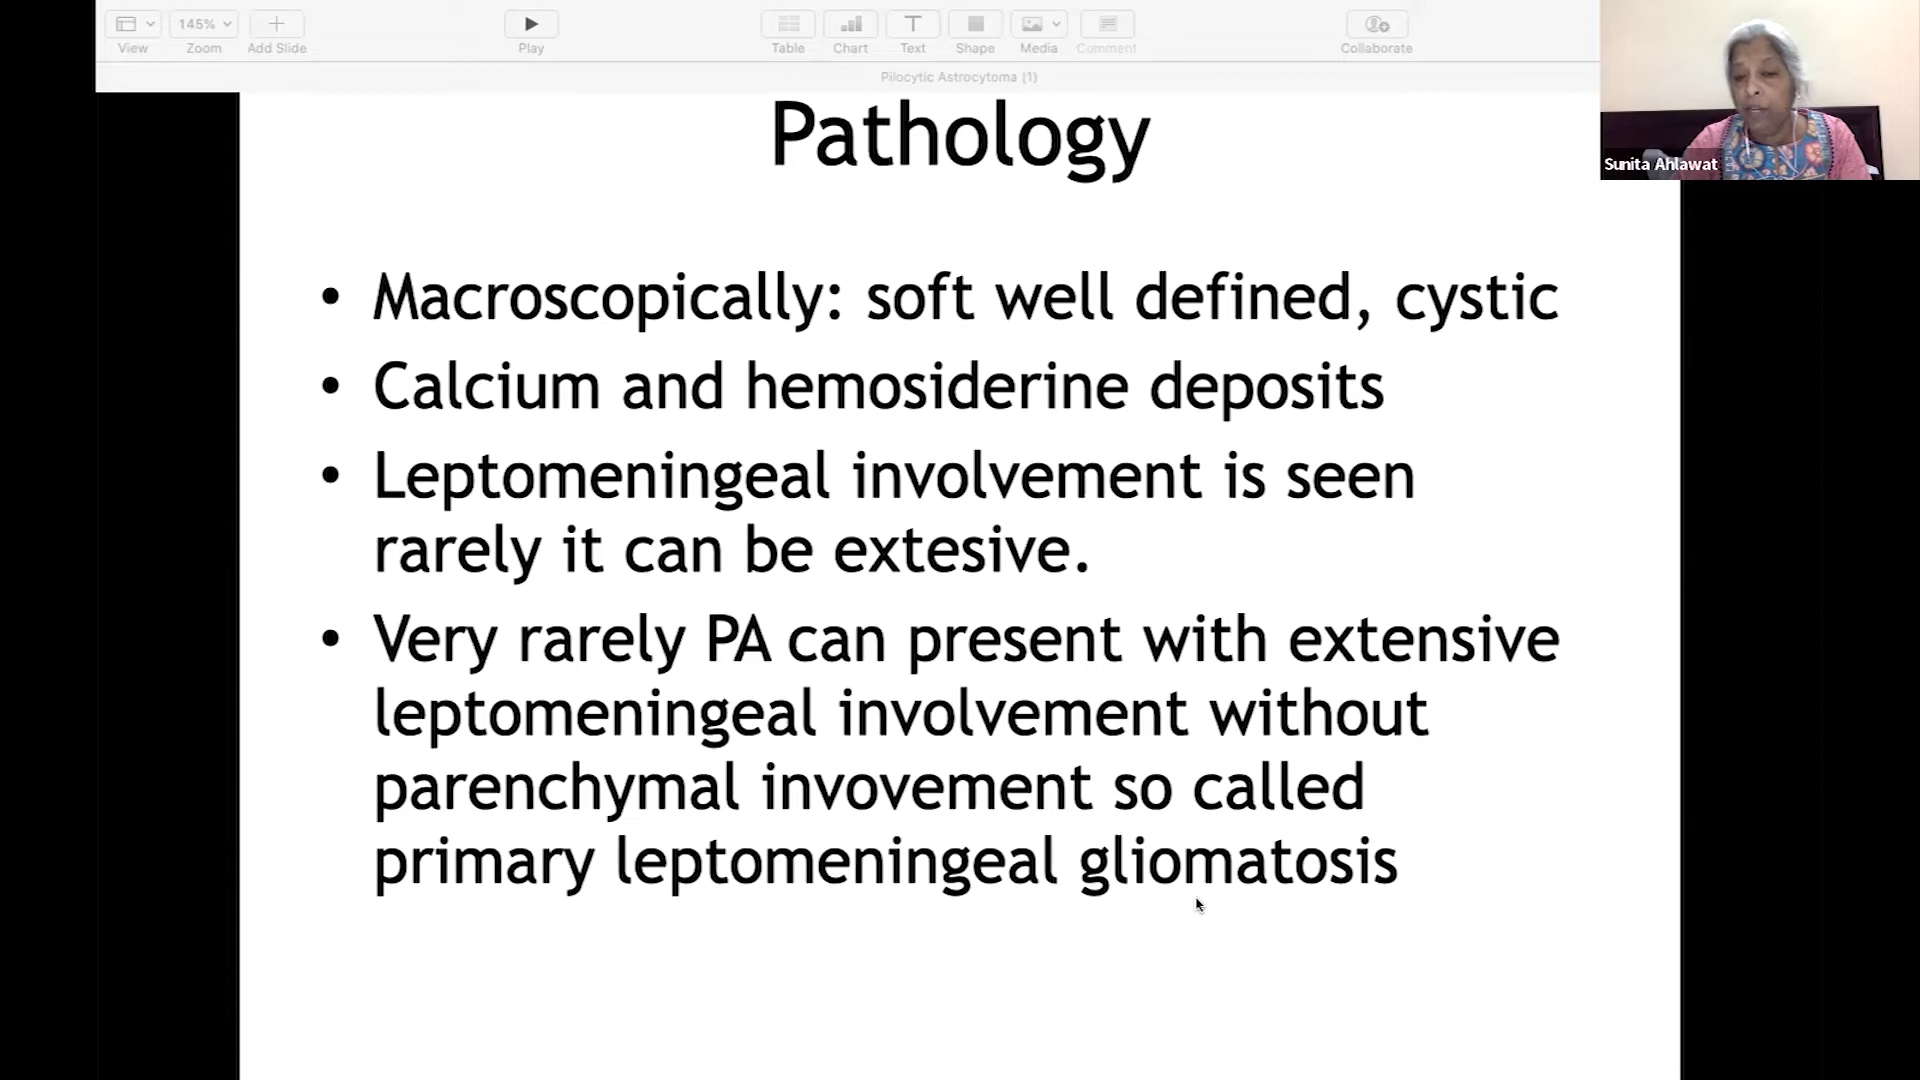 145%
View
Zoom
Add Slide
Play
Table
Chart
Text
Shape
Media
Comment
Collaborate
Pilocytic Astrocytoma (1)
Sunita Ahlawat
Pathology
• Macroscopically: soft well defined, cystic
• Calcium and hemosiderine deposits
• Leptomeningeal involvement is seen
rarely it can be extesive.
• Very rarely PA can present with extensive
leptomeningeal involvement without
parenchymal invovement so called
primary leptomeningeal gliomatosis